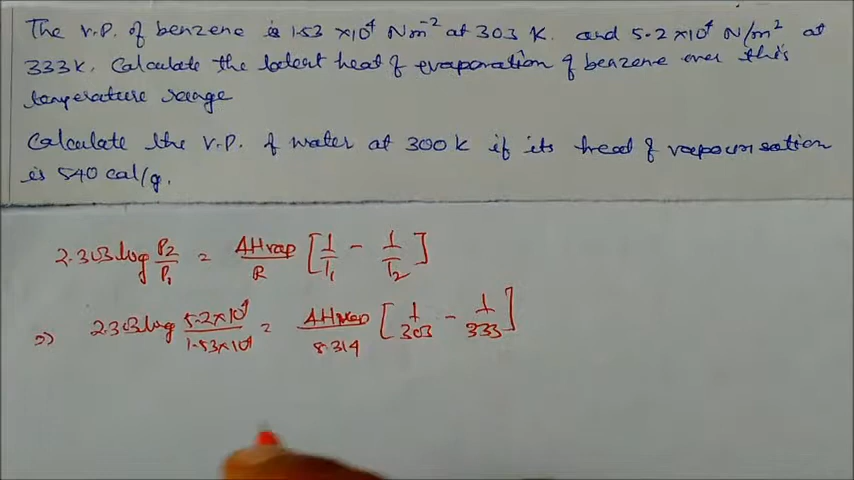 The v.P. of benzene is 1.53 ×10⁴ Nm⁻² at 303 K. and 5.2 ×10⁴ N/m² at
333K. Calculate the latent heat of evaporation of benzene over this
temperature range
Calculate the v.P. of water at 300 K if its heat of vapourisation
is 540 cal/g.
2.303 log P2/P1 = ΔHvap/R [1/T1 - 1/T2]
⇒ 2.303 log 5.2×10⁴/1.53×10⁴ = ΔHvap/8.314 [1/303 - 1/333]